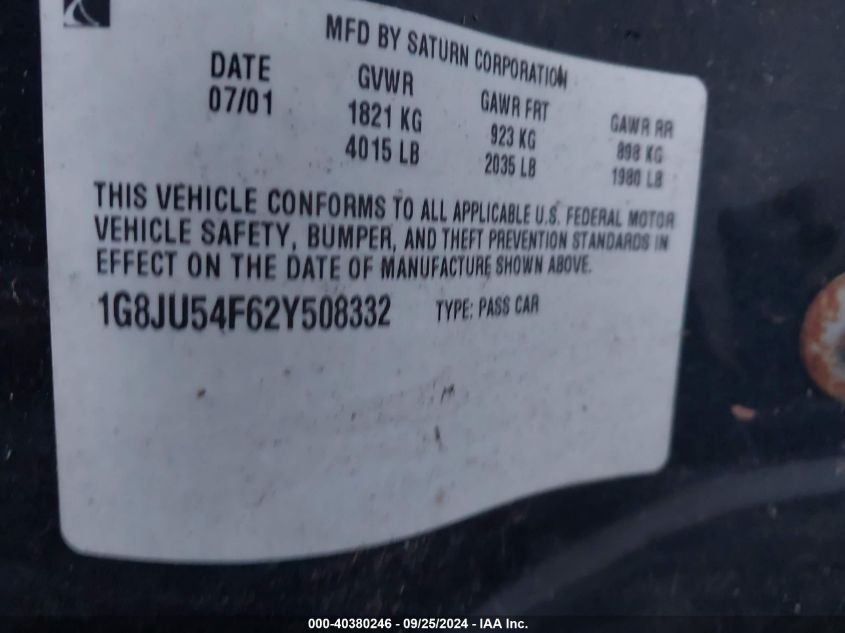 MFD BY SATURN CORPORATION
DATE GVWR GAWR FRT GAWR RR
07/01 1821 KG 923 KG 898 KG
4015 LB 2035 LB 1980 LB
THIS VEHICLE CONFORMS TO ALL APPLICABLE U.S. FEDERAL MOTOR
VEHICLE SAFETY, BUMPER, AND THEFT PREVENTION STANDARDS IN
EFFECT ON THE DATE OF MANUFACTURE SHOWN ABOVE.
1G8JU54F62Y508332 TYPE: PASS CAR
000-40380246 - 09/25/2024 - IAA Inc.